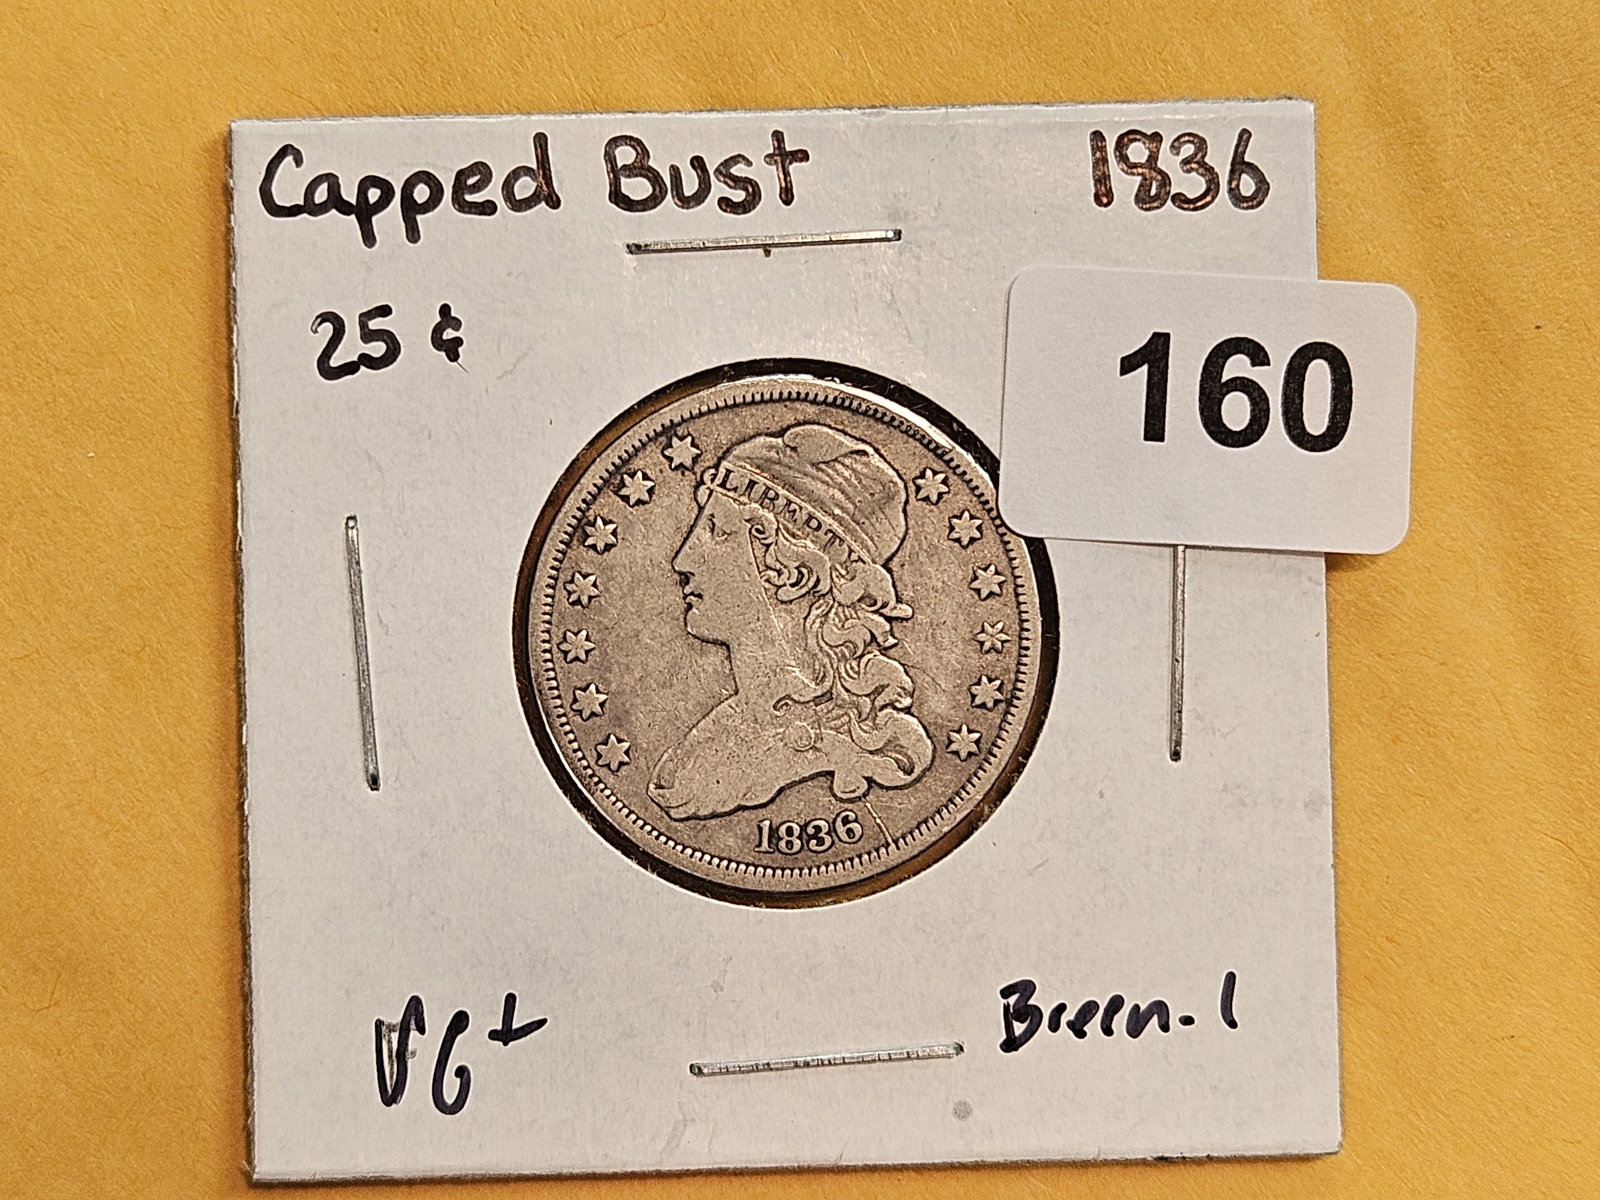 Capped Bust 1836
25 ¢
160
LIBERTY
1836
VG+
Breen-1